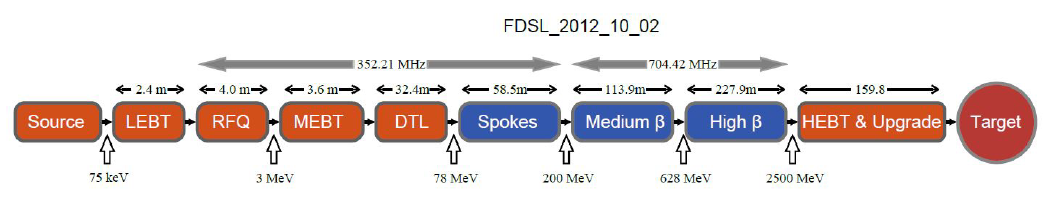 FDSL_2012_10_02
352.21 MHz 704.42 MHz
2.4 m 4.0 m 3.6 m 32.4m 58.5m 113.9m 227.9m 159.8
Source LEBT RFQ MEBT DTL Spokes Medium β High β HEBT & Upgrade Target
75 keV 3 MeV 78 MeV 200 MeV 628 MeV 2500 MeV